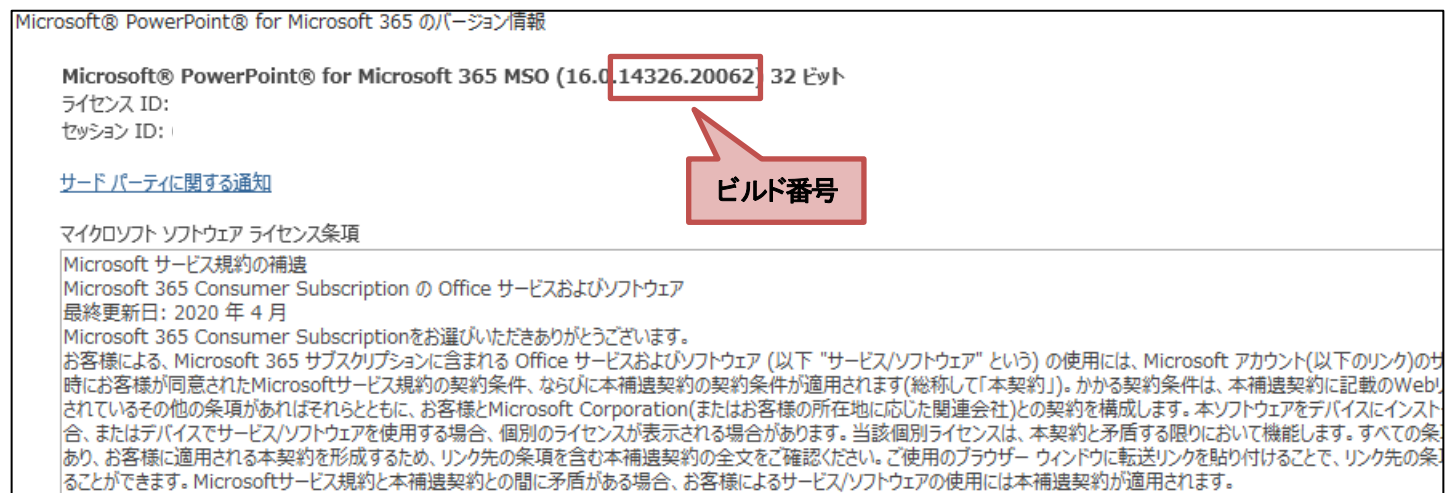 Microsoft® PowerPoint® for Microsoft 365 のバージョン情報
Microsoft® PowerPoint® for Microsoft 365 MSO (16.0.14326.20062) 32 ビット
ライセンス ID:
セッション ID:
ビルド番号
サード パーティに関する通知
マイクロソフト ソフトウェア ライセンス条項
Microsoft サービス規約の補遺
Microsoft 365 Consumer Subscription の Office サービスおよびソフトウェア
最終更新日: 2020 年 4 月
Microsoft 365 Consumer Subscriptionをお選びいただきありがとうございます。
お客様による、Microsoft 365 サブスクリプションに含まれる Office サービスおよびソフトウェア (以下 "サービス/ソフトウェア" という) の使用には、Microsoft アカウント(以下のリンク)のサ
時にお客様が同意されたMicrosoftサービス規約の契約条件、ならびに本補遺契約の契約条件が適用されます(総称して「本契約」)。かかる契約条件は、本補遺契約に記載のWebリ
されているその他の条項があればそれらとともに、お客様とMicrosoft Corporation(またはお客様の所在地に応じた関連会社)との契約を構成します。本ソフトウェアをデバイスにインスト
合、またはデバイスでサービス/ソフトウェアを使用する場合、個別のライセンスが表示される場合があります。当該個別ライセンスは、本契約と矛盾する限りにおいて機能します。すべての条
あり、お客様に適用される本契約を形成するため、リンク先の条項を含む本補遺契約の全文をご確認ください。ご使用のブラウザー ウィンドウに転送リンクを貼り付けることで、リンク先の条
ることができます。Microsoftサービス規約と本補遺契約との間に矛盾がある場合、お客様によるサービス/ソフトウェアの使用には本補遺契約が適用されます。